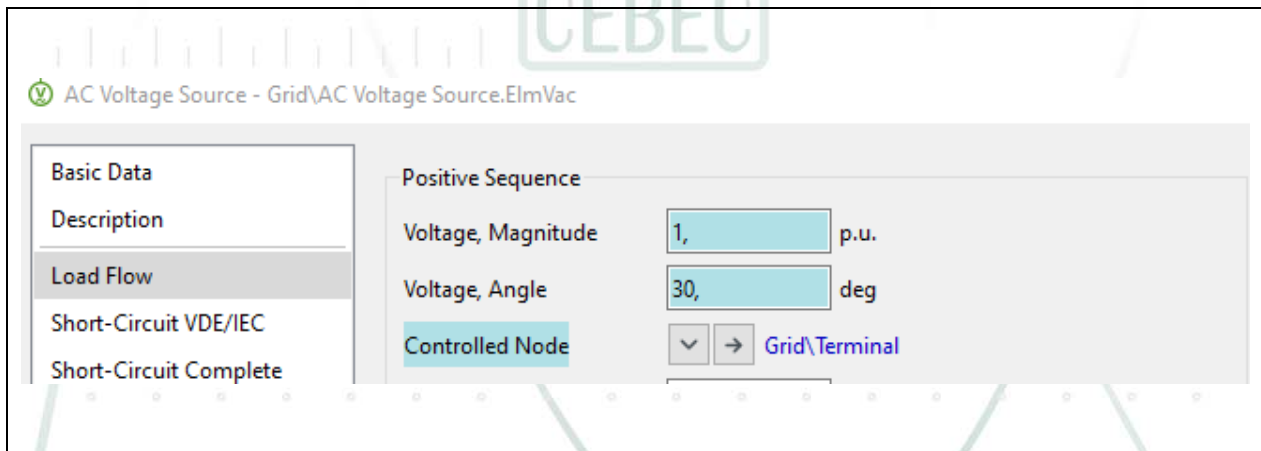 CEBEC
AC Voltage Source - Grid\AC Voltage Source.ElmVac
Basic Data
Description
Load Flow
Short-Circuit VDE/IEC
Short-Circuit Complete
Positive Sequence
Voltage, Magnitude 1, p.u.
Voltage, Angle 30, deg
Controlled Node Grid\Terminal